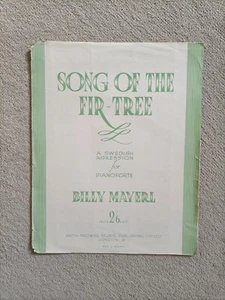 SONG OF THE
FIR-TREE
A SWEDISH
IMPRESSION
for
PIANOFORTE
BILLY MAYERL
2/6